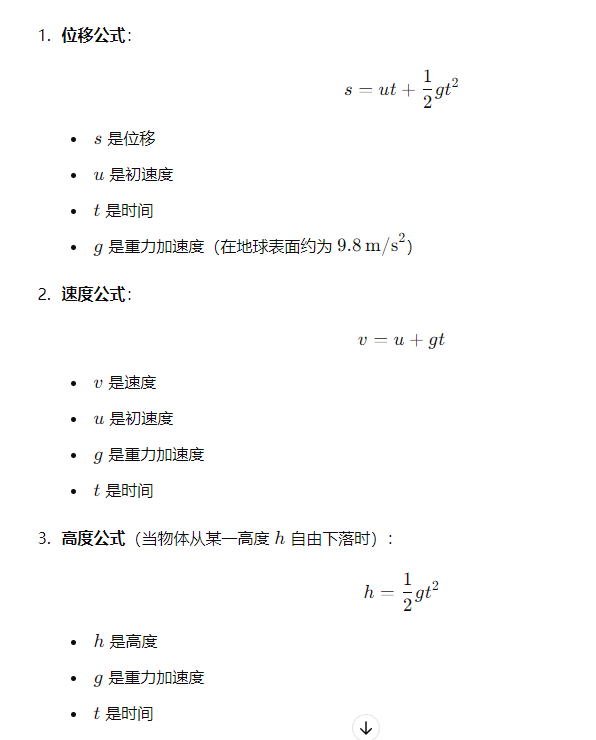 1. 位移公式：
s = ut + \frac{1}{2}gt^2
• s 是位移
• u 是初速度
• t 是时间
• g 是重力加速度（在地球表面约为 9.8 m/s^2）
2. 速度公式：
v = u + gt
• v 是速度
• u 是初速度
• g 是重力加速度
• t 是时间
3. 高度公式（当物体从某一高度 h 自由下落时）：
h = \frac{1}{2}gt^2
• h 是高度
• g 是重力加速度
• t 是时间